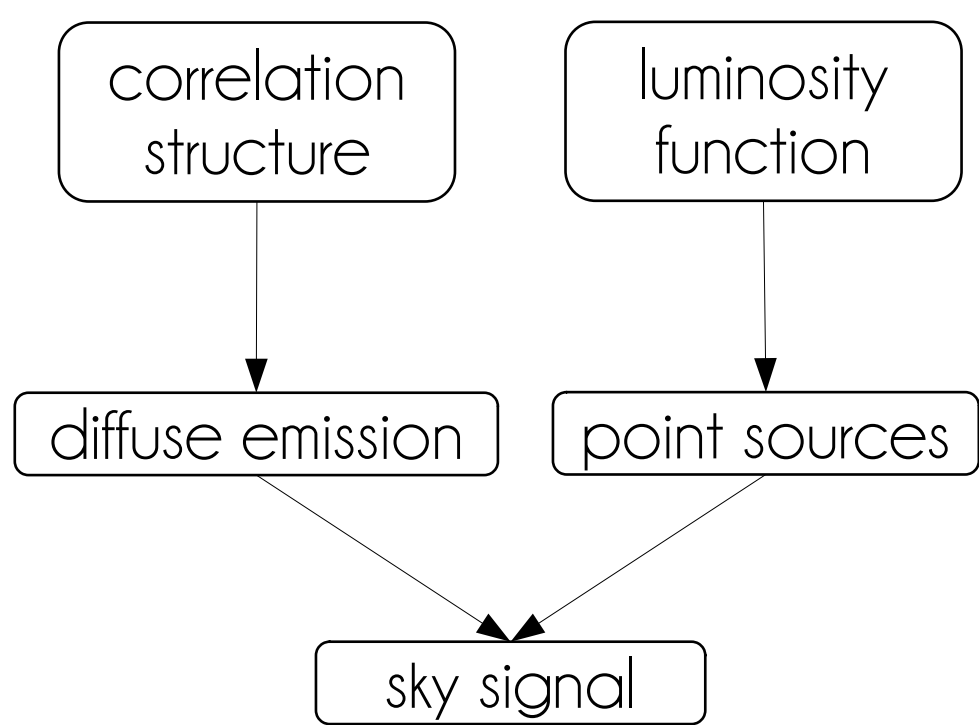 correlation
structure
luminosity
function
diffuse emission
point sources
sky signal